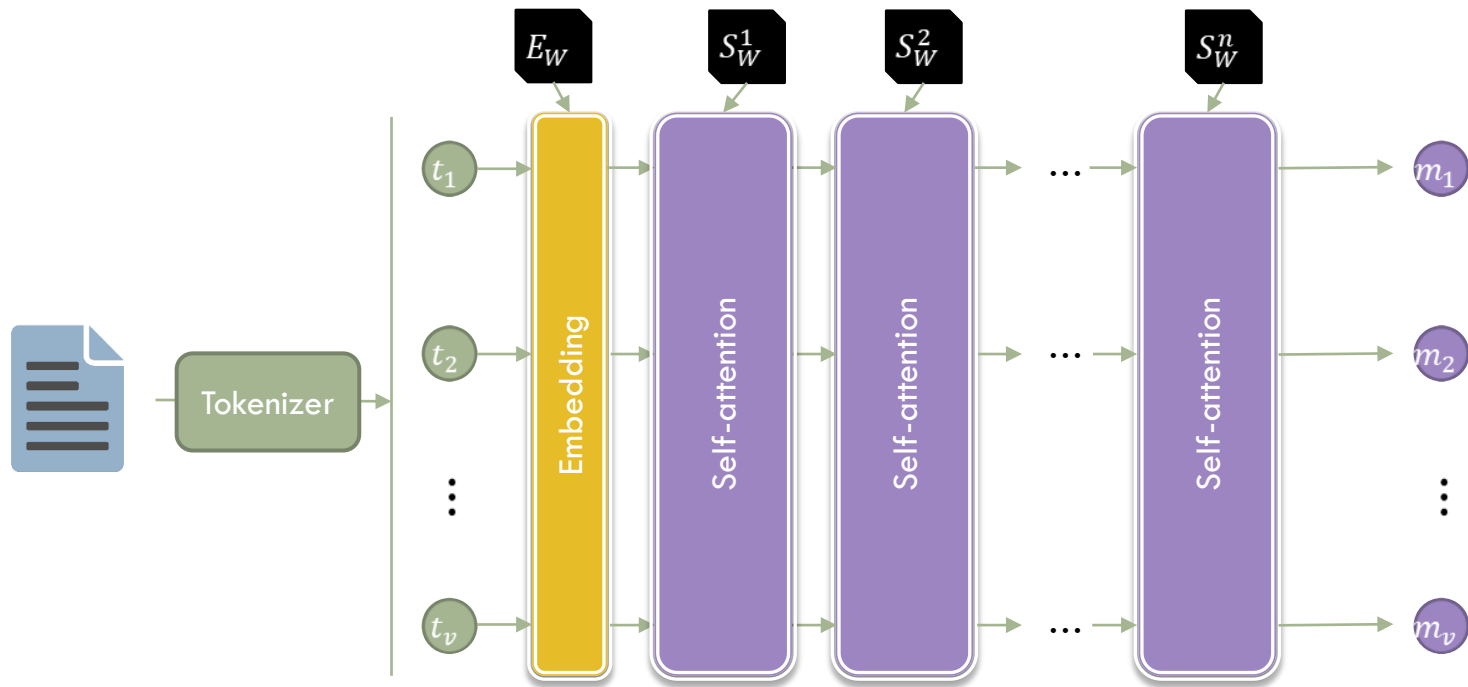 E_W S_W^1 S_W^2 S_W^n
t_1 ... m_1
t_2 ... m_2
Tokenizer
Embedding
Self-attention
Self-attention
Self-attention
⋮ ⋮
t_v ... m_v